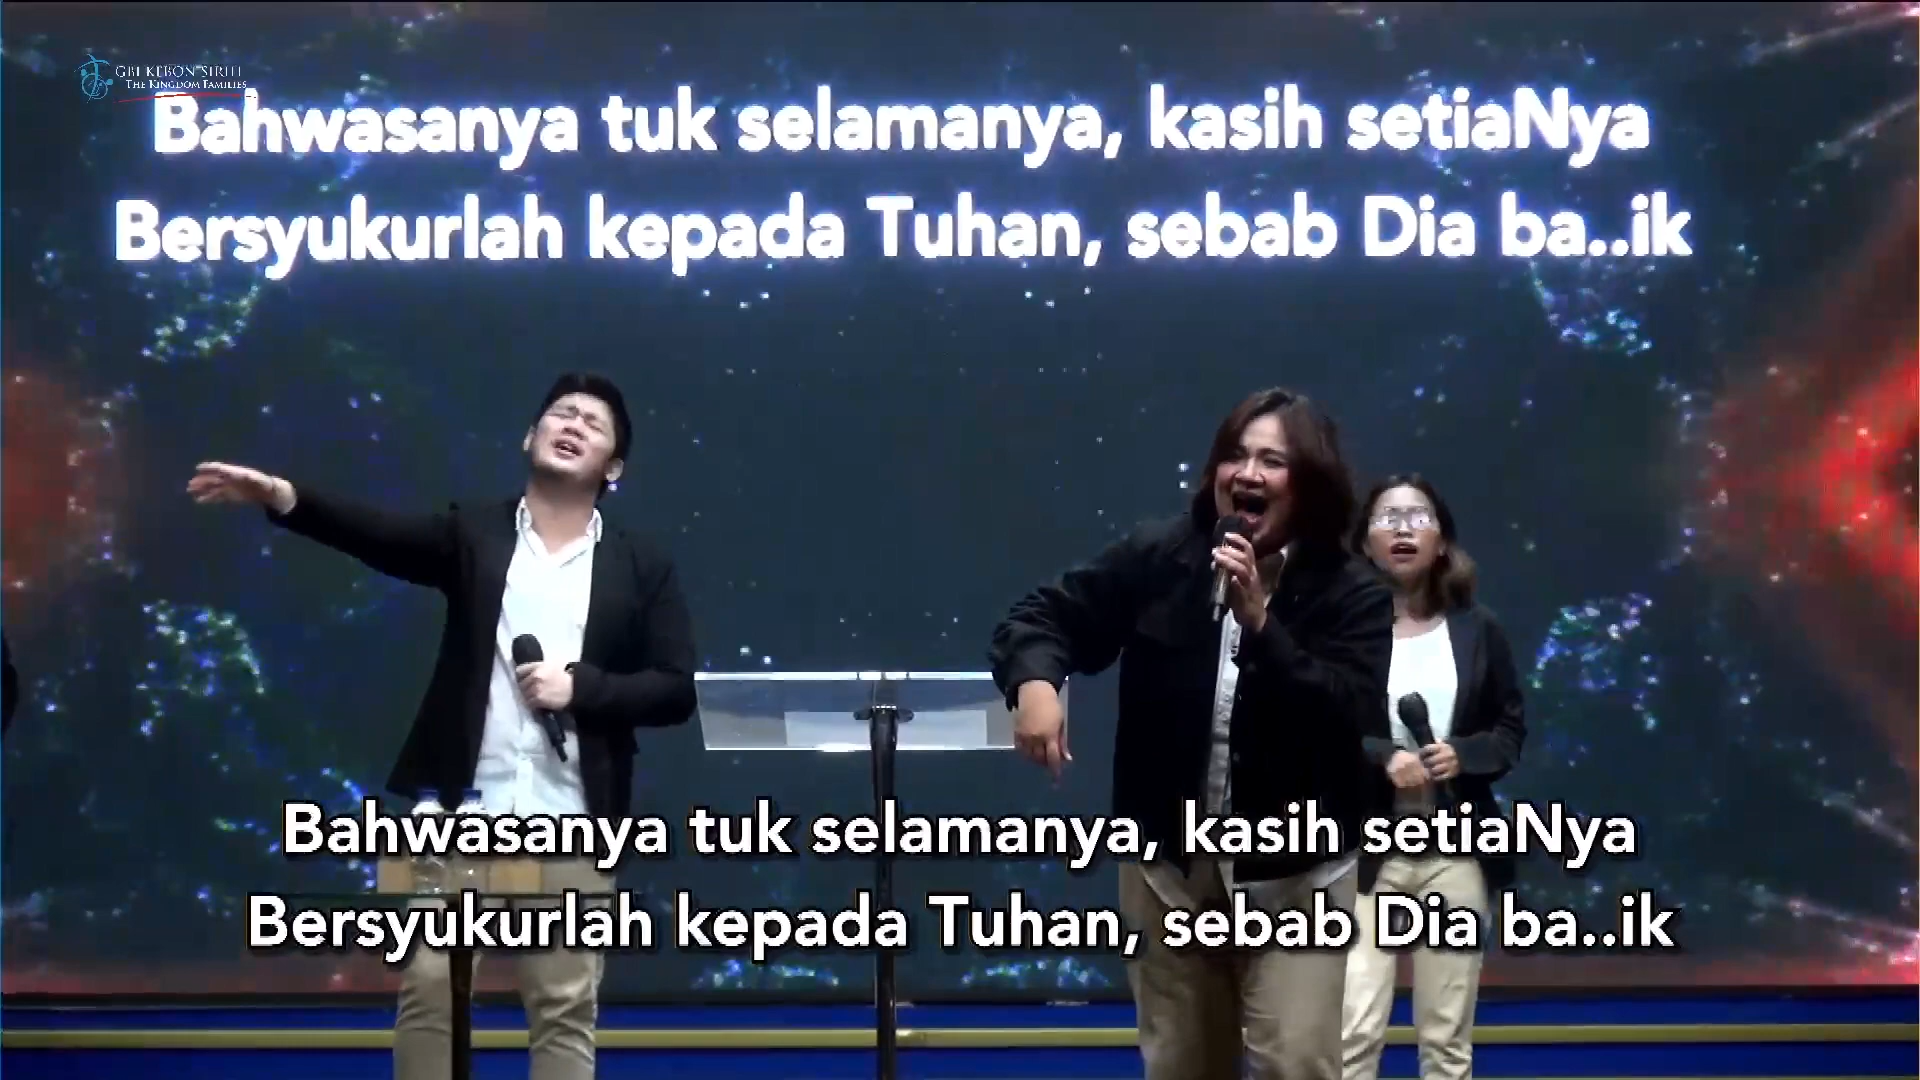 GBI KEBON SIRIH
THE KINGDOM FAMILIES
Bahwasanya tuk selamanya, kasih setiaNya
Bersyukurlah kepada Tuhan, sebab Dia ba..ik
Bahwasanya tuk selamanya, kasih setiaNya
Bersyukurlah kepada Tuhan, sebab Dia ba..ik